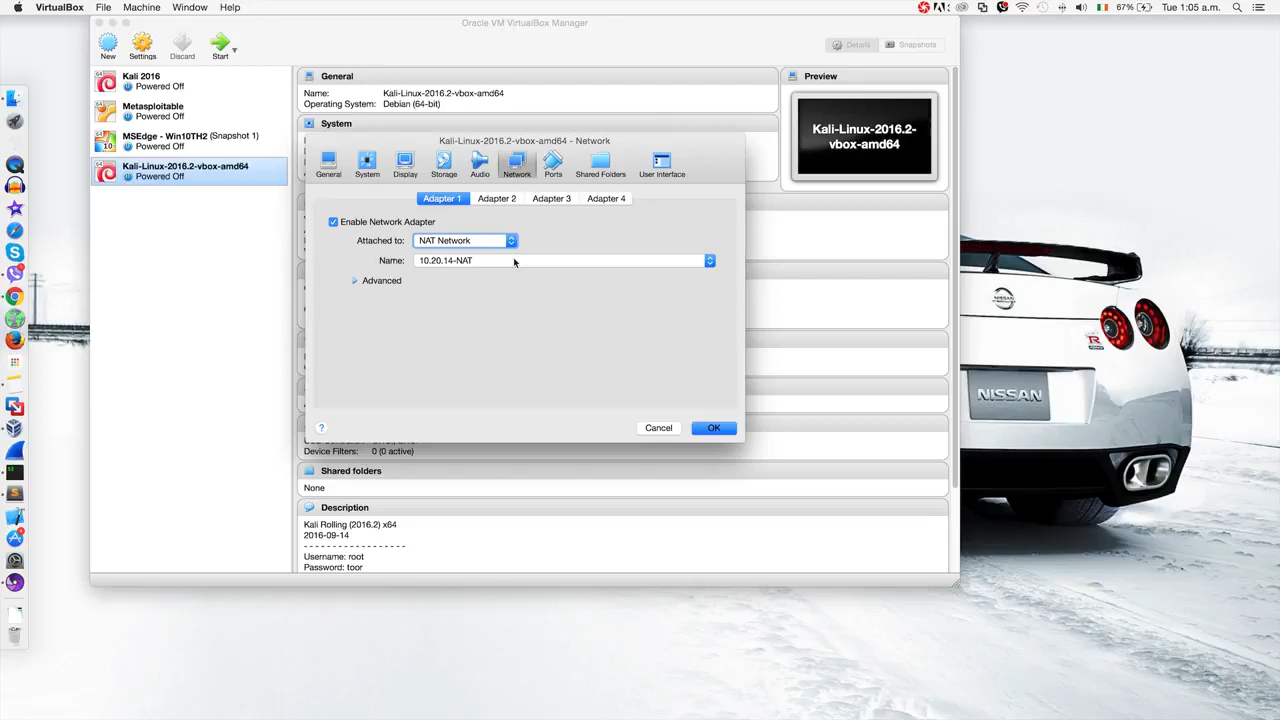 VirtualBox File Machine Window Help
67% Tue 1:05 a.m.
Oracle VM VirtualBox Manager
New Settings Discard Start
Details Snapshots
Kali 2016
Powered Off
Metasploitable
Powered Off
MSEdge - Win10TH2 (Snapshot 1)
Powered Off
Kali-Linux-2016.2-vbox-amd64
Powered Off
General
Name: Kali-Linux-2016.2-vbox-amd64
Operating System: Debian (64-bit)
System
Preview
Kali-Linux-2016.2-
vbox-amd64
Kali-Linux-2016.2-vbox-amd64 - Network
General System Display Storage Audio Network Ports Shared Folders User Interface
Adapter 1 Adapter 2 Adapter 3 Adapter 4
Enable Network Adapter
Attached to: NAT Network
Name: 10.20.14-NAT
Advanced
?
Cancel OK
Device Filters: 0 (0 active)
Shared folders
None
Description
Kali Rolling (2016.2) x64
2016-09-14
- - - - - - - - - - - - - - - - - -
Username: root
Password: toor
NISSAN